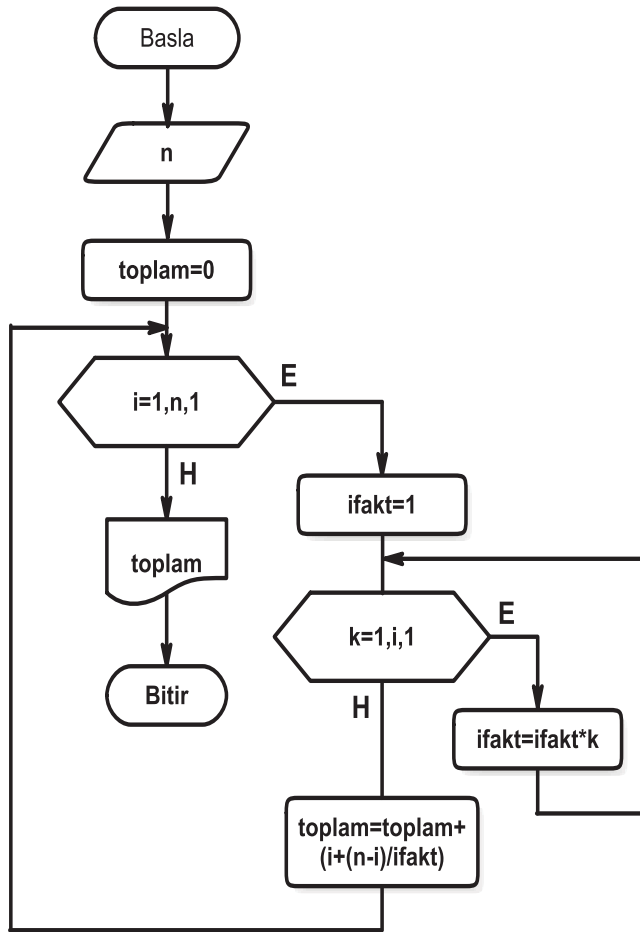 Basla
n
toplam=0
i=1,n,1
E
H
ifakt=1
toplam
k=1,i,1
E
H
Bitir
ifakt=ifakt*k
toplam=toplam+
(i+(n-i)/ifakt)